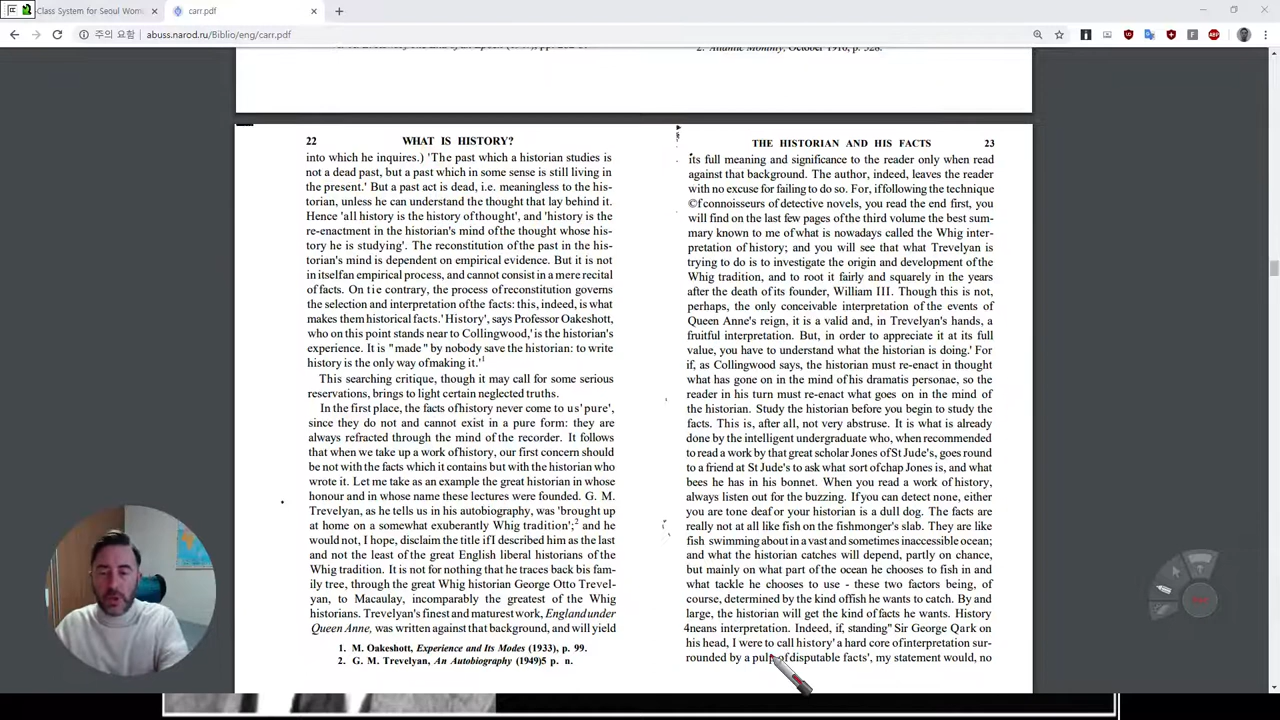 Class System for Seoul Wom
carr.pdf
주의 요함
abuss.narod.ru/Biblio/eng/carr.pdf
2. Atlantic Monthly, October 1910, p. 528.
22 WHAT IS HISTORY?
into which he inquires.) 'The past which a historian studies is
not a dead past, but a past which in some sense is still living in
the present.' But a past act is dead, i.e. meaningless to the his-
torian, unless he can understand the thought that lay behind it.
Hence 'all history is the history of thought', and 'history is the
re-enactment in the historian's mind of the thought whose his-
tory he is studying'. The reconstitution of the past in the his-
torian's mind is dependent on empirical evidence. But it is not
in itselfan empirical process, and cannot consist in a mere recital
of facts. On tie contrary, the process of reconstitution governs
the selection and interpretation of the facts: this, indeed, is what
makes them historical facts.' History', says Professor Oakeshott,
who on this point stands near to Collingwood,' is the historian's
experience. It is "made" by nobody save the historian: to write
history is the only way of making it.'1
This searching critique, though it may call for some serious
reservations, brings to light certain neglected truths.
In the first place, the facts of history never come to us' pure',
since they do not and cannot exist in a pure form: they are
always refracted through the mind of the recorder. It follows
that when we take up a work of history, our first concern should
be not with the facts which it contains but with the historian who
wrote it. Let me take as an example the great historian in whose
honour and in whose name these lectures were founded. G. M.
Trevelyan, as he tells us in his autobiography, was 'brought up
at home on a somewhat exuberantly Whig tradition';2 and he
would not, I hope, disclaim the title if I described him as the last
and not the least of the great English liberal historians of the
Whig tradition. It is not for nothing that he traces back bis fam-
ily tree, through the great Whig historian George Otto Trevel-
yan, to Macaulay, incomparably the greatest of the Whig
historians. Trevelyan's finest and maturest work, England under
Queen Anne, was written against that background, and will yield
1. M. Oakeshott, Experience and Its Modes (1933), p. 99.
2. G. M. Trevelyan, An Autobiography (1949)5 p. n.
THE HISTORIAN AND HIS FACTS 23
its full meaning and significance to the reader only when read
against that background. The author, indeed, leaves the reader
with no excuse for failing to do so. For, if following the technique
©f connoisseurs of detective novels, you read the end first, you
will find on the last few pages of the third volume the best sum-
mary known to me of what is nowadays called the Whig inter-
pretation of history; and you will see that what Trevelyan is
trying to do is to investigate the origin and development of the
Whig tradition, and to root it fairly and squarely in the years
after the death of its founder, William III. Though this is not,
perhaps, the only conceivable interpretation of the events of
Queen Anne's reign, it is a valid and, in Trevelyan's hands, a
fruitful interpretation. But, in order to appreciate it at its full
value, you have to understand what the historian is doing.' For
if, as Collingwood says, the historian must re-enact in thought
what has gone on in the mind of his dramatis personae, so the
reader in his turn must re-enact what goes on in the mind of
the historian. Study the historian before you begin to study the
facts. This is, after all, not very abstruse. It is what is already
done by the intelligent undergraduate who, when recommended
to read a work by that great scholar Jones of St Jude's, goes round
to a friend at St Jude's to ask what sort of chap Jones is, and what
bees he has in his bonnet. When you read a work of history,
always listen out for the buzzing. If you can detect none, either
you are tone deaf or your historian is a dull dog. The facts are
really not at all like fish on the fishmonger's slab. They are like
fish swimming about in a vast and sometimes inaccessible ocean;
and what the historian catches will depend, partly on chance,
but mainly on what part of the ocean he chooses to fish in and
what tackle he chooses to use - these two factors being, of
course, determined by the kind offish he wants to catch. By and
large, the historian will get the kind of facts he wants. History
4neans interpretation. Indeed, if, standing" Sir George Qark on
his head, I were to call history' a hard core of interpretation sur-
rounded by a pulp of disputable facts', my statement would, no